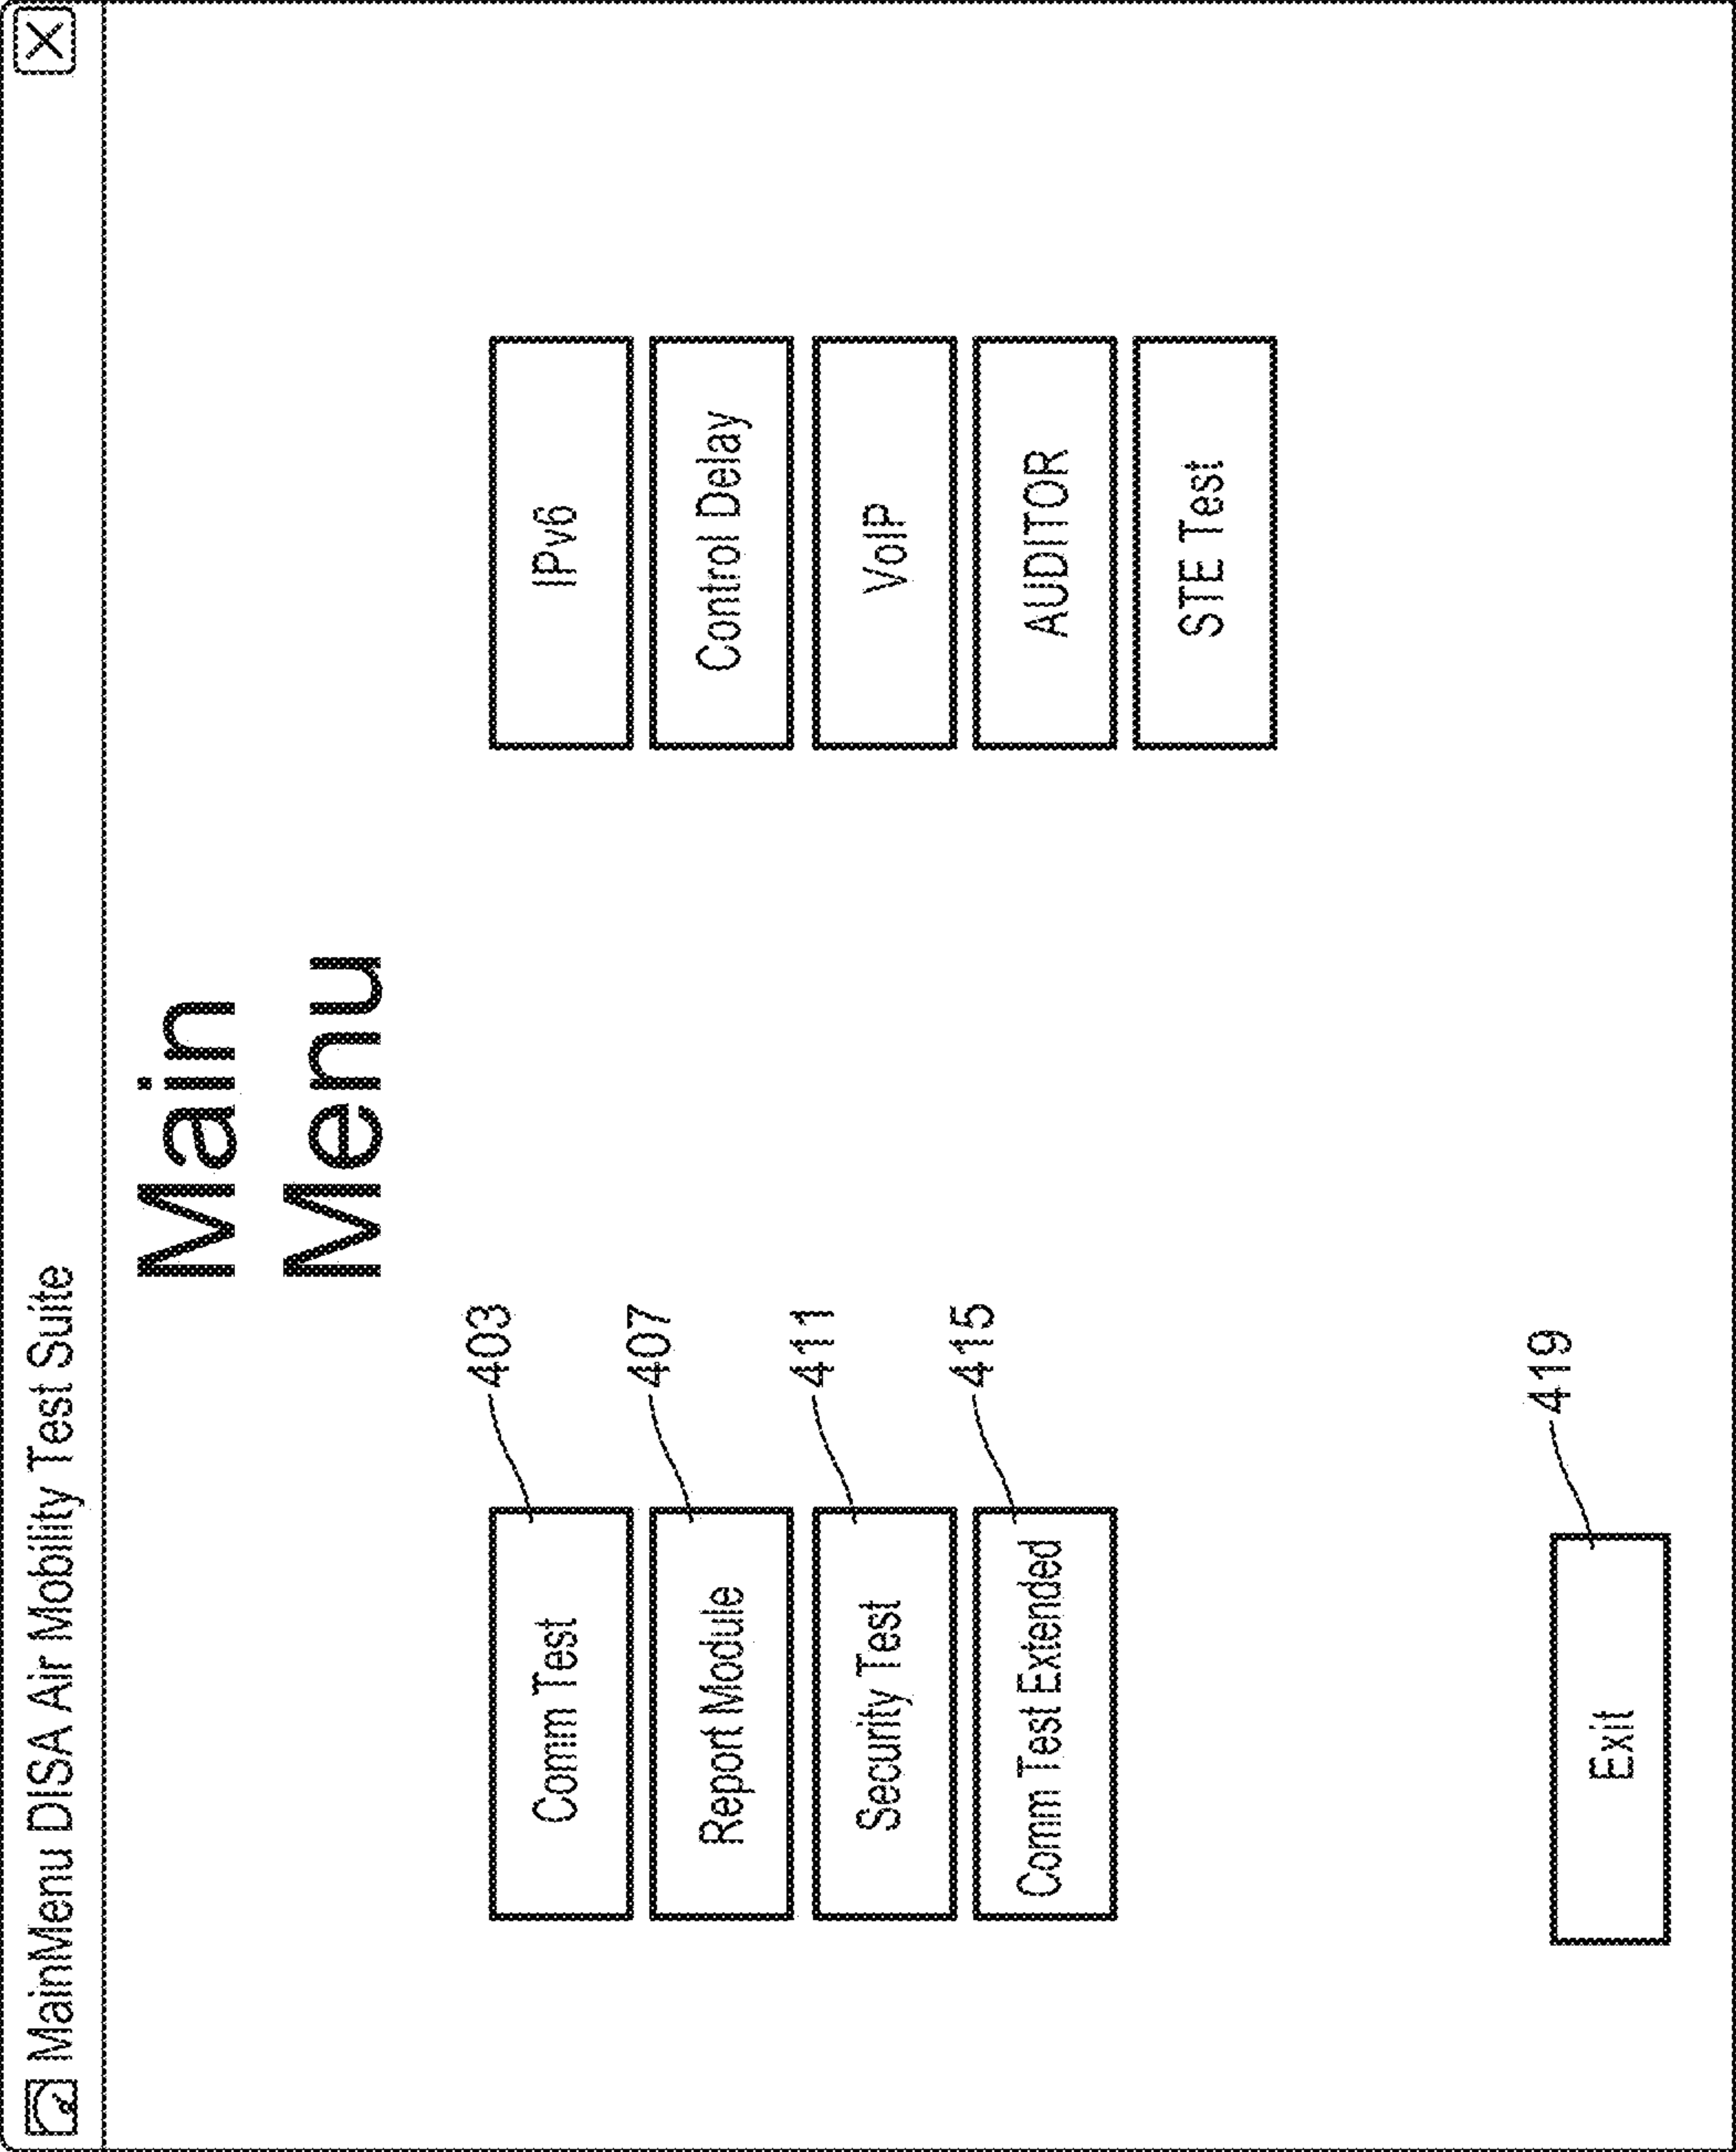 MainMenu DISA Air Mobility Test Suite
Main
Menu
403
Comm Test
407
Report Module
411
Security Test
415
Comm Test Extended
IPv6
Control Delay
VoIP
AUDITOR
STE Test
419
Exit